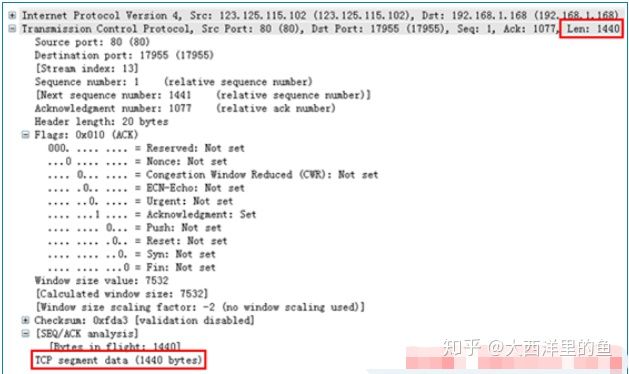 Internet Protocol Version 4, Src: 123.125.115.102 (123.125.115.102), Dst: 192.168.1.168 (192.168.1.168)
Transmission Control Protocol, Src Port: 80 (80), Dst Port: 17955 (17955), Seq: 1, Ack: 1077, Len: 1440
Source port: 80 (80)
Destination port: 17955 (17955)
[Stream index: 13]
Sequence number: 1 (relative sequence number)
[Next sequence number: 1441 (relative sequence number)]
Acknowledgment number: 1077 (relative ack number)
Header length: 20 bytes
Flags: 0x010 (ACK)
000. .... .... = Reserved: Not set
...0 .... .... = Nonce: Not set
.... 0... .... = Congestion Window Reduced (CWR): Not set
.... .0.. .... = ECN-Echo: Not set
.... ..0. .... = Urgent: Not set
.... ...1 .... = Acknowledgment: Set
.... .... 0... = Push: Not set
.... .... .0.. = Reset: Not set
.... .... ..0. = Syn: Not set
.... .... ...0 = Fin: Not set
Window size value: 7532
[Calculated window size: 7532]
[Window size scaling factor: -2 (no window scaling used)]
Checksum: 0xfda3 [validation disabled]
[SEQ/ACK analysis]
[Bytes in flight: 1440]
TCP segment data (1440 bytes)
知乎 @大西洋里的鱼